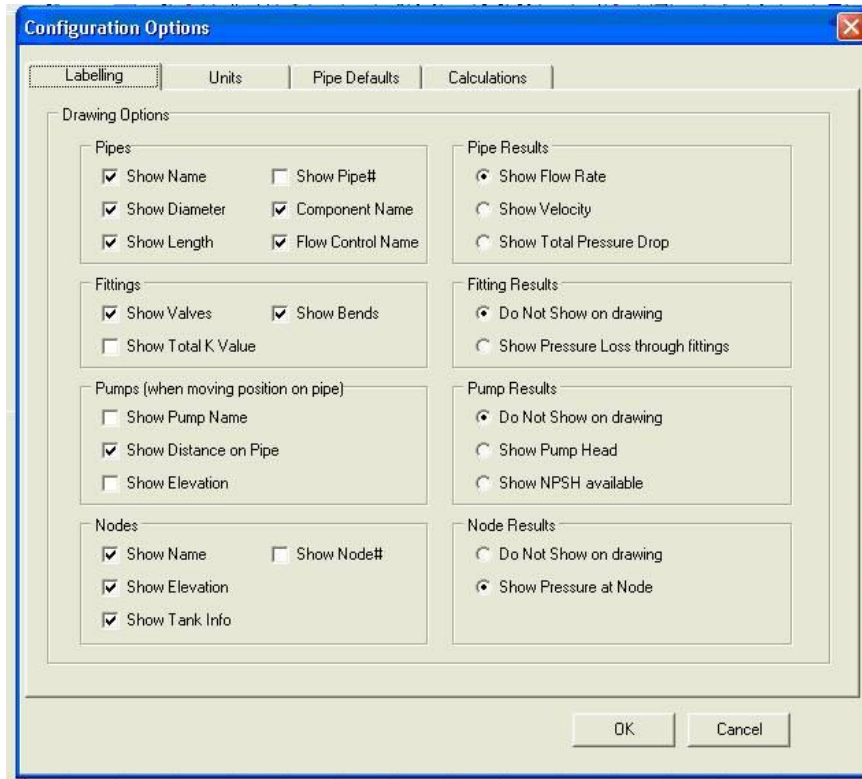 Configuration Options
Labelling Units Pipe Defaults Calculations
Drawing Options
Pipes
Show Name Show Pipe#
Show Diameter Component Name
Show Length Flow Control Name
Pipe Results
Show Flow Rate
Show Velocity
Show Total Pressure Drop
Fittings
Show Valves Show Bends
Show Total K Value
Fitting Results
Do Not Show on drawing
Show Pressure Loss through fittings
Pumps (when moving position on pipe)
Show Pump Name
Show Distance on Pipe
Show Elevation
Pump Results
Do Not Show on drawing
Show Pump Head
Show NPSH available
Nodes
Show Name Show Node#
Show Elevation
Show Tank Info
Node Results
Do Not Show on drawing
Show Pressure at Node
OK Cancel